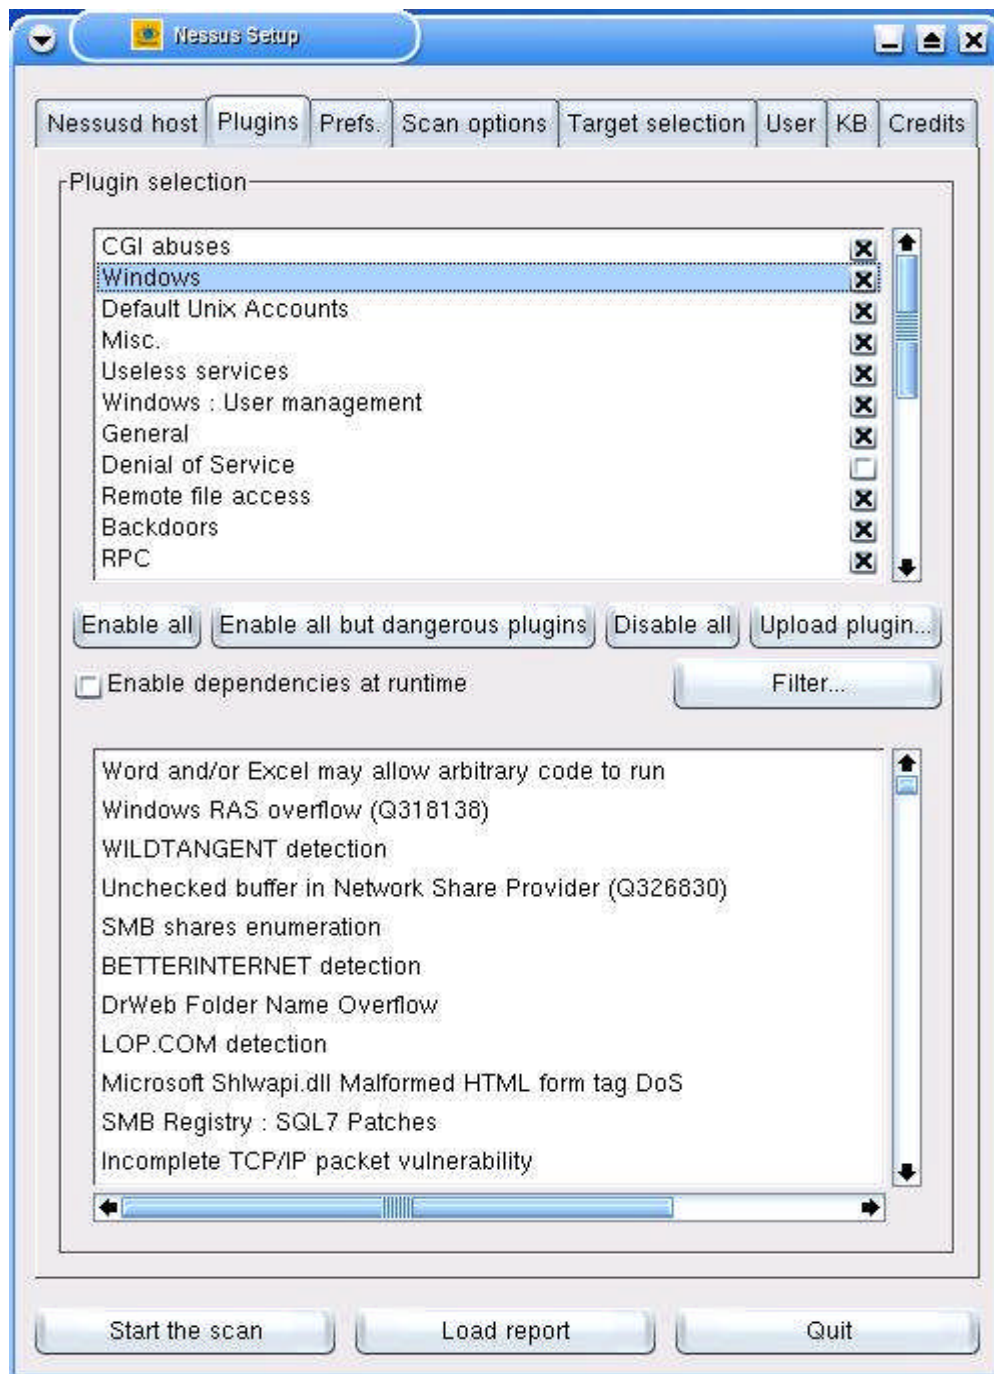 Nessus Setup
Nessusd host Plugins Prefs. Scan options Target selection User KB Credits
Plugin selection
CGI abuses
Windows
Default Unix Accounts
Misc.
Useless services
Windows : User management
General
Denial of Service
Remote file access
Backdoors
RPC
Enable all Enable all but dangerous plugins Disable all Upload plugin...
Enable dependencies at runtime Filter...
Word and/or Excel may allow arbitrary code to run
Windows RAS overflow (Q318138)
WILDTANGENT detection
Unchecked buffer in Network Share Provider (Q326830)
SMB shares enumeration
BETTERINTERNET detection
DrWeb Folder Name Overflow
LOP.COM detection
Microsoft Shlwapi.dll Malformed HTML form tag DoS
SMB Registry : SQL7 Patches
Incomplete TCP/IP packet vulnerability
Start the scan Load report Quit